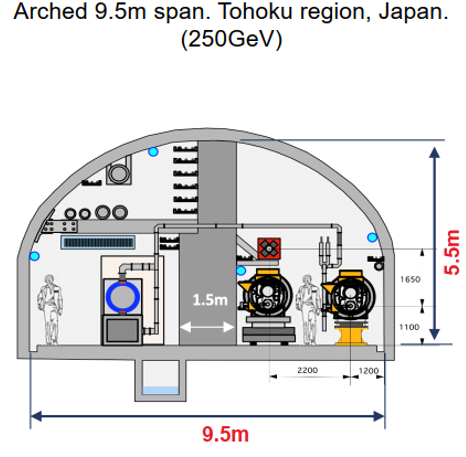 Arched 9.5m span. Tohoku region, Japan.
(250GeV)
5.5m
1650
1.5m
1100
2200
1200
9.5m